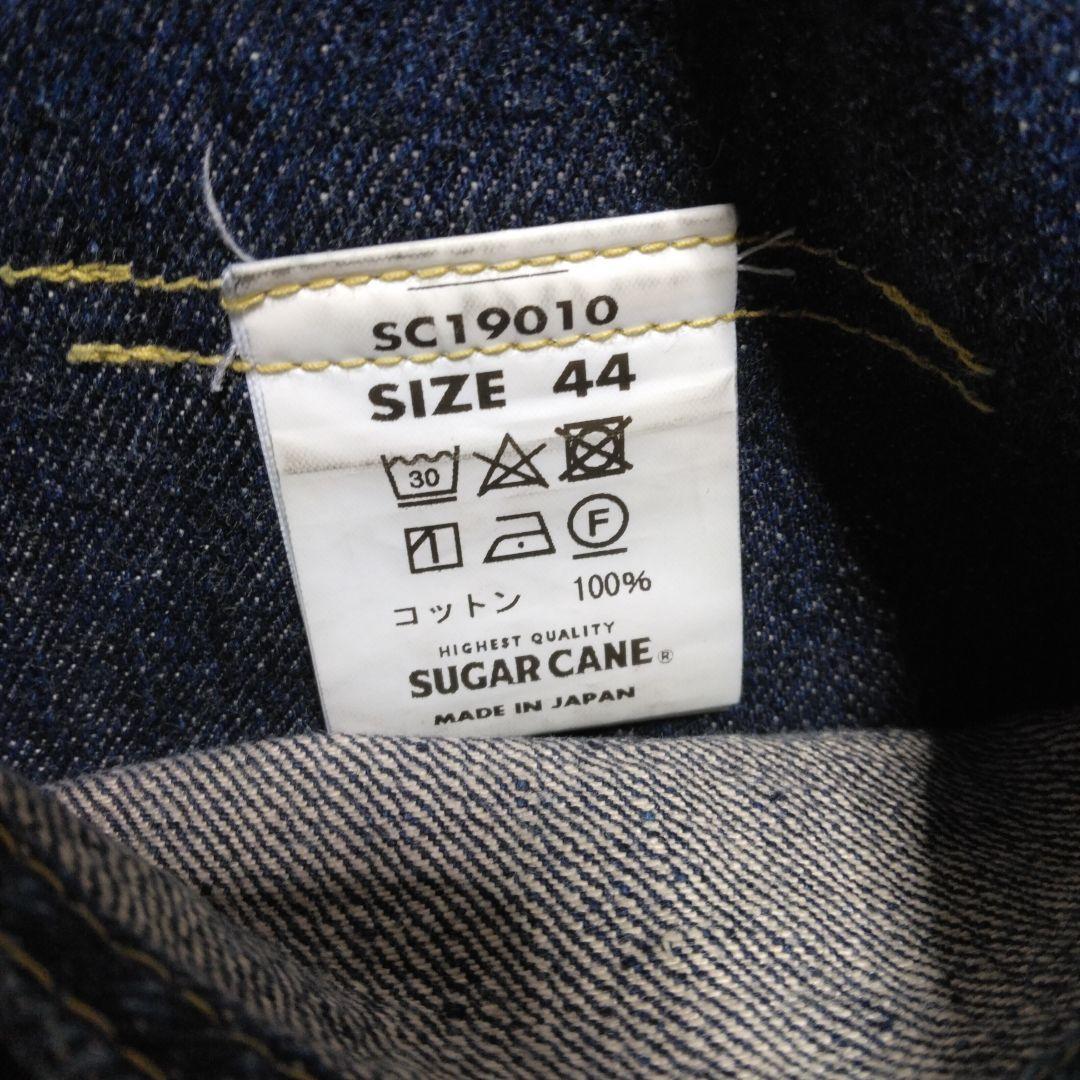 SC19010
SIZE 44
30
F
コットン 100%
HIGHEST QUALITY
SUGAR CANE®
MADE IN JAPAN